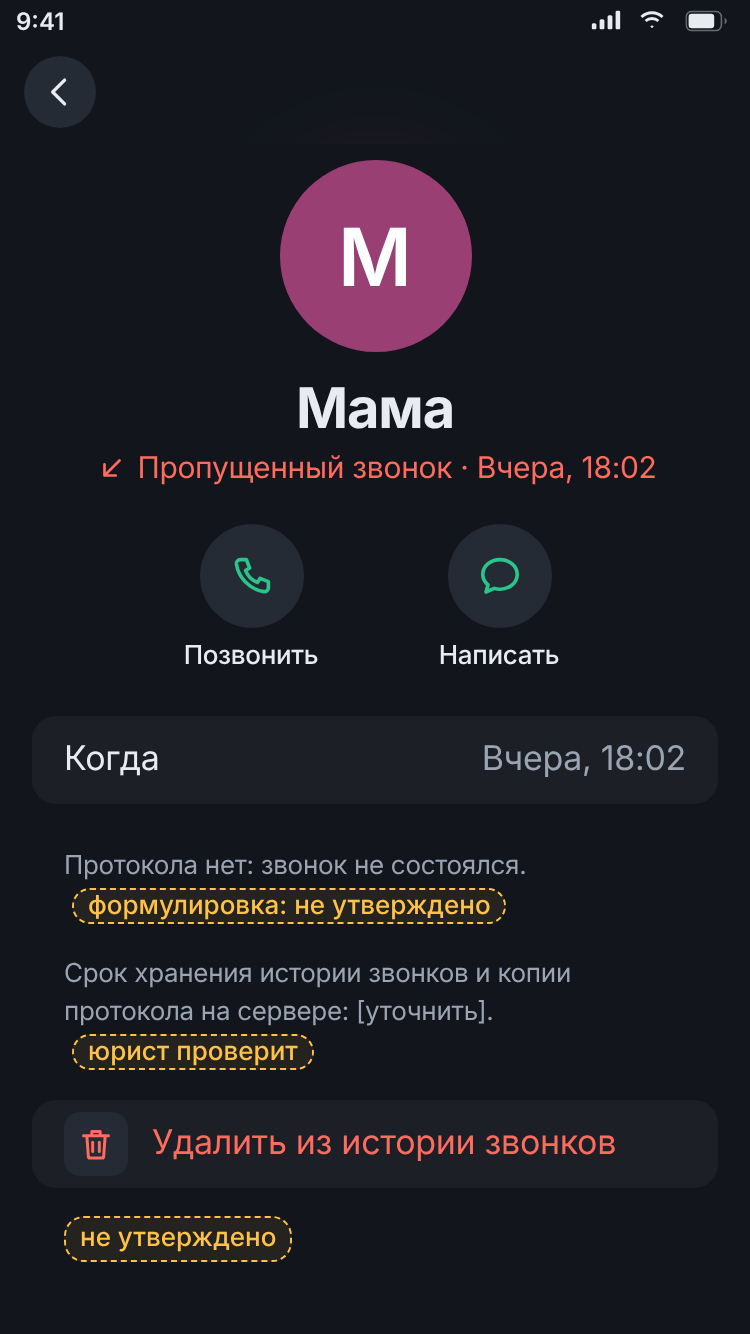 9:41
М
Мама
Пропущенный звонок · Вчера, 18:02
Позвонить
Написать
Когда
Вчера, 18:02
Протокола нет: звонок не состоялся.
формулировка: не утверждено
Срок хранения истории звонков и копии
протокола на сервере: [уточнить].
юрист проверит
Удалить из истории звонков
не утверждено